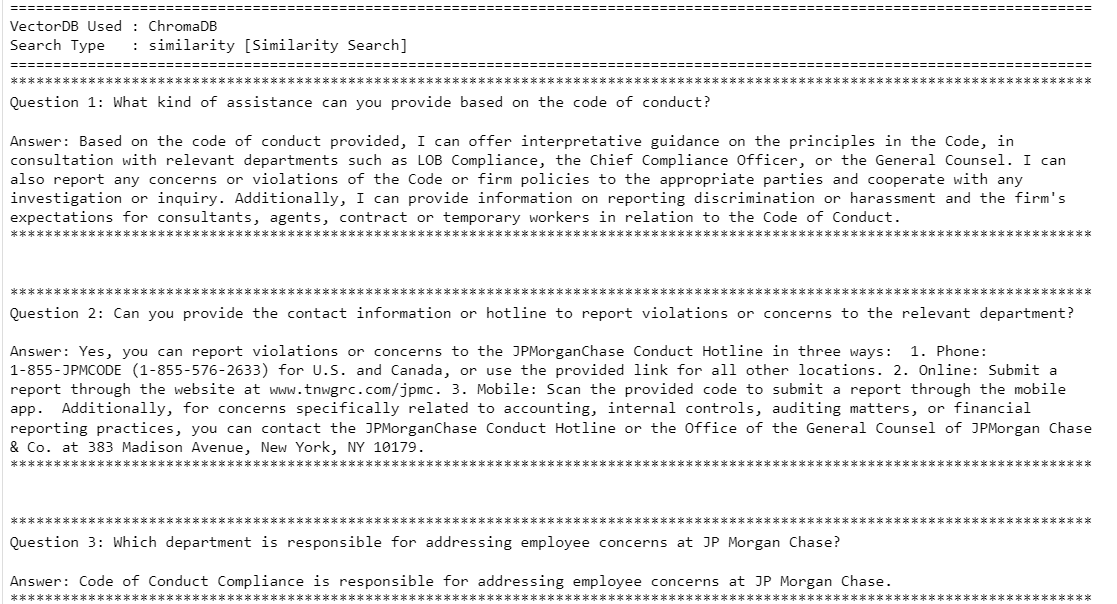 ================================================================================================================================
VectorDB Used : ChromaDB
Search Type   : similarity [Similarity Search]
================================================================================================================================
********************************************************************************************************************************
Question 1: What kind of assistance can you provide based on the code of conduct?
Answer: Based on the code of conduct provided, I can offer interpretative guidance on the principles in the Code, in
consultation with relevant departments such as LOB Compliance, the Chief Compliance Officer, or the General Counsel. I can
also report any concerns or violations of the Code or firm policies to the appropriate parties and cooperate with any
investigation or inquiry. Additionally, I can provide information on reporting discrimination or harassment and the firm's
expectations for consultants, agents, contract or temporary workers in relation to the Code of Conduct.
********************************************************************************************************************************
********************************************************************************************************************************
Question 2: Can you provide the contact information or hotline to report violations or concerns to the relevant department?
Answer: Yes, you can report violations or concerns to the JPMorganChase Conduct Hotline in three ways:  1. Phone:
1-855-JPMCODE (1-855-576-2633) for U.S. and Canada, or use the provided link for all other locations. 2. Online: Submit a
report through the website at www.tnwgrc.com/jpmc. 3. Mobile: Scan the provided code to submit a report through the mobile
app.  Additionally, for concerns specifically related to accounting, internal controls, auditing matters, or financial
reporting practices, you can contact the JPMorganChase Conduct Hotline or the Office of the General Counsel of JPMorgan Chase
& Co. at 383 Madison Avenue, New York, NY 10179.
********************************************************************************************************************************
********************************************************************************************************************************
Question 3: Which department is responsible for addressing employee concerns at JP Morgan Chase?
Answer: Code of Conduct Compliance is responsible for addressing employee concerns at JP Morgan Chase.
********************************************************************************************************************************